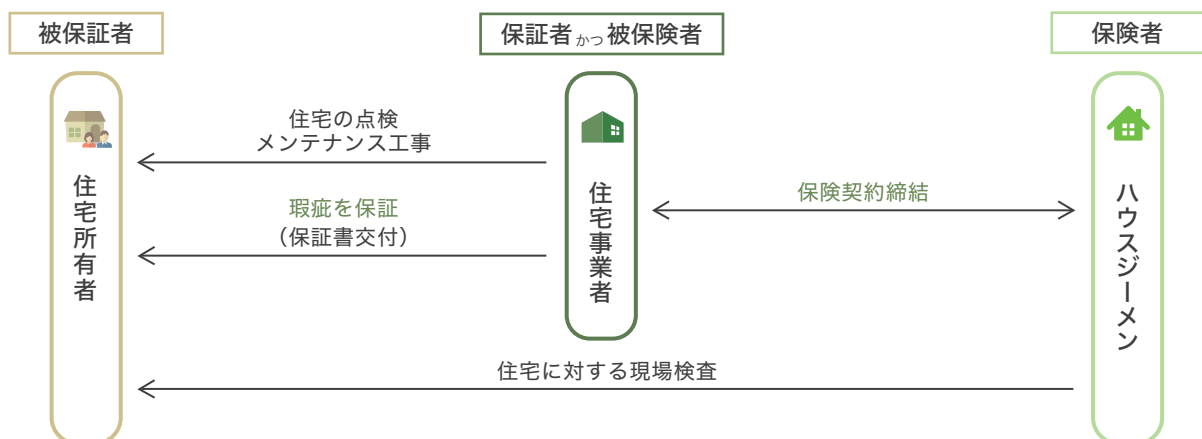 被保証者
保証者かつ被保険者
保険者
住宅の点検
メンテナンス工事
瑕疵を保証
（保証書交付）
保険契約締結
住宅に対する現場検査
住宅所有者
住宅事業者
ハウスジーメン